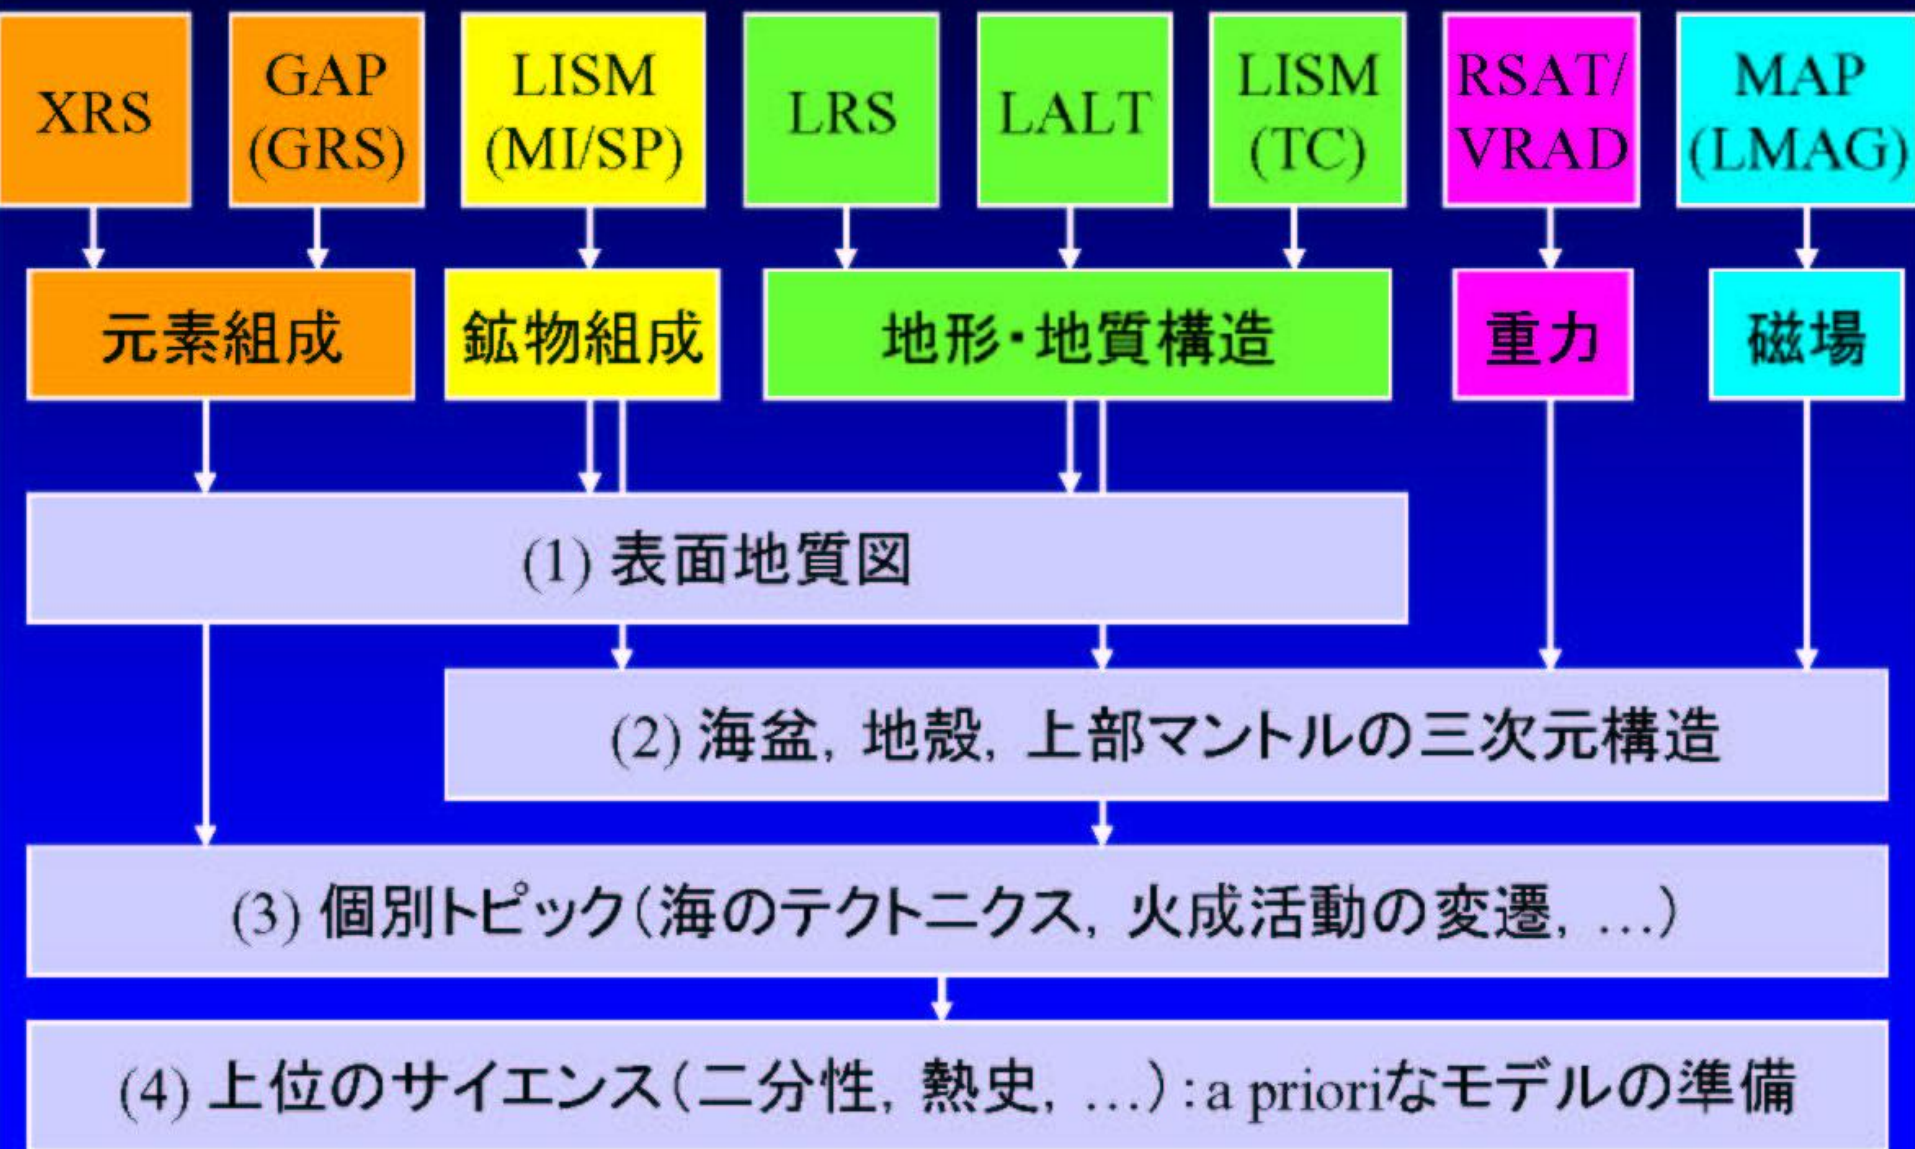 XRS
GAP
(GRS)
LISM
(MI/SP)
LRS
LALT
LISM
(TC)
RSAT/
VRAD
MAP
(LMAG)
元素組成
鉱物組成
地形・地質構造
重力
磁場
(1) 表面地質図
(2) 海盆, 地殻, 上部マントルの三次元構造
(3) 個別トピック(海のテクトニクス, 火成活動の変遷, …)
(4) 上位のサイエンス(二分性, 熱史, …):a prioriなモデルの準備